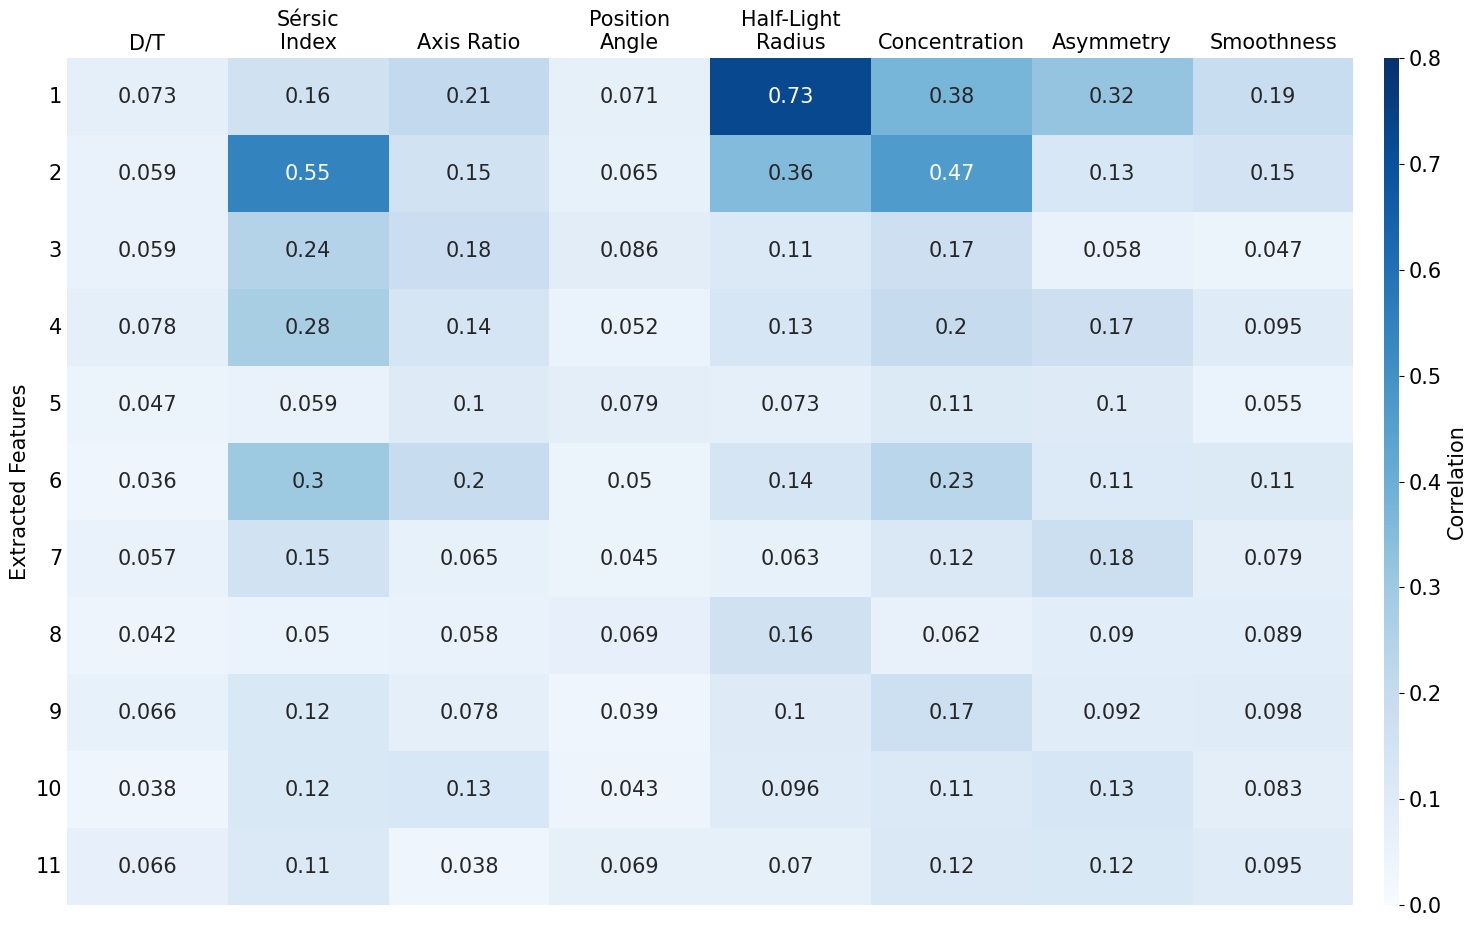 D/T Sérsic Index Axis Ratio Position Angle Half-Light Radius Concentration Asymmetry Smoothness
1 0.073 0.16 0.21 0.071 0.73 0.38 0.32 0.19
2 0.059 0.55 0.15 0.065 0.36 0.47 0.13 0.15
3 0.059 0.24 0.18 0.086 0.11 0.17 0.058 0.047
4 0.078 0.28 0.14 0.052 0.13 0.2 0.17 0.095
5 0.047 0.059 0.1 0.079 0.073 0.11 0.1 0.055
6 0.036 0.3 0.2 0.05 0.14 0.23 0.11 0.11
7 0.057 0.15 0.065 0.045 0.063 0.12 0.18 0.079
8 0.042 0.05 0.058 0.069 0.16 0.062 0.09 0.089
9 0.066 0.12 0.078 0.039 0.1 0.17 0.092 0.098
10 0.038 0.12 0.13 0.043 0.096 0.11 0.13 0.083
11 0.066 0.11 0.038 0.069 0.07 0.12 0.12 0.095
Extracted Features
0.8
0.7
0.6
0.5
0.4
0.3
0.2
0.1
0.0
Correlation